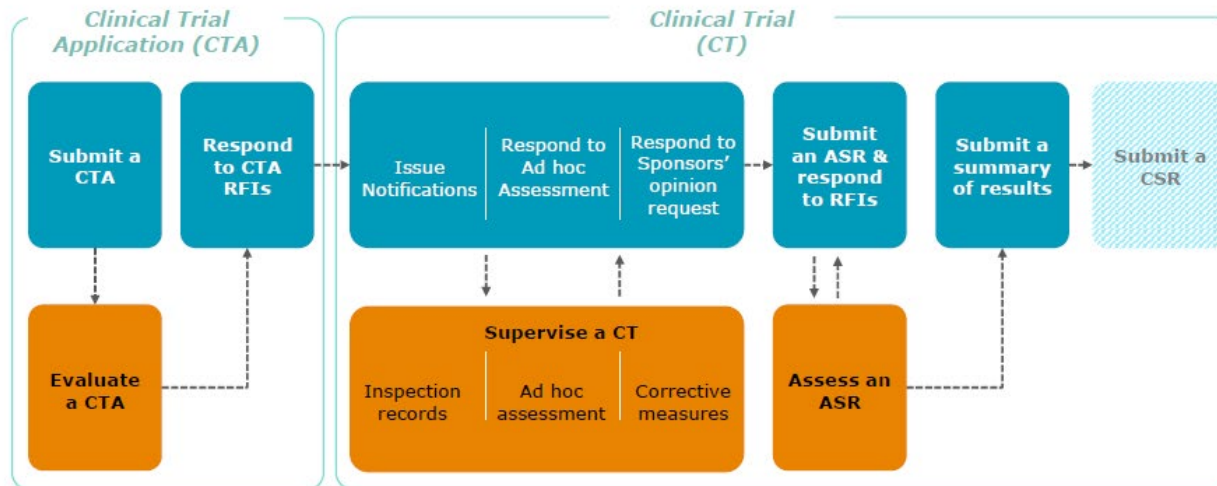 Clinical Trial
Application (CTA)
Clinical Trial
(CT)
Submit a
CTA
Respond
to CTA
RFIs
Issue
Notifications
Respond to
Ad hoc
Assessment
Respond to
Sponsors'
opinion
request
Submit
an ASR &
respond
to RFIs
Submit a
summary
of results
Submit a
CSR
Evaluate
a CTA
Supervise a CT
Inspection
records
Ad hoc
assessment
Corrective
measures
Assess an
ASR